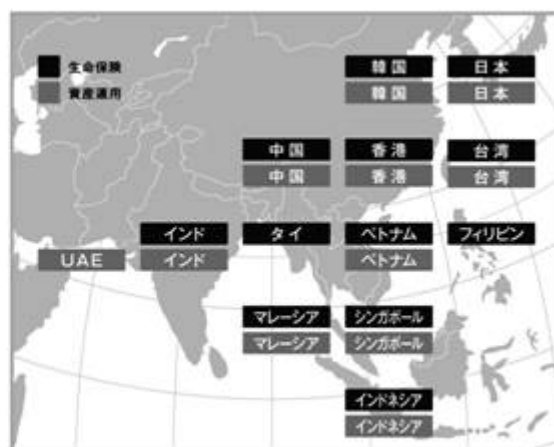 生命保険
資産運用
韓国 日本
韓国 日本
中国 香港 台湾
中国 香港 台湾
インド タイ ベトナム フィリピン
UAE インド ベトナム
マレーシア シンガポール
マレーシア シンガポール
インドネシア
インドネシア